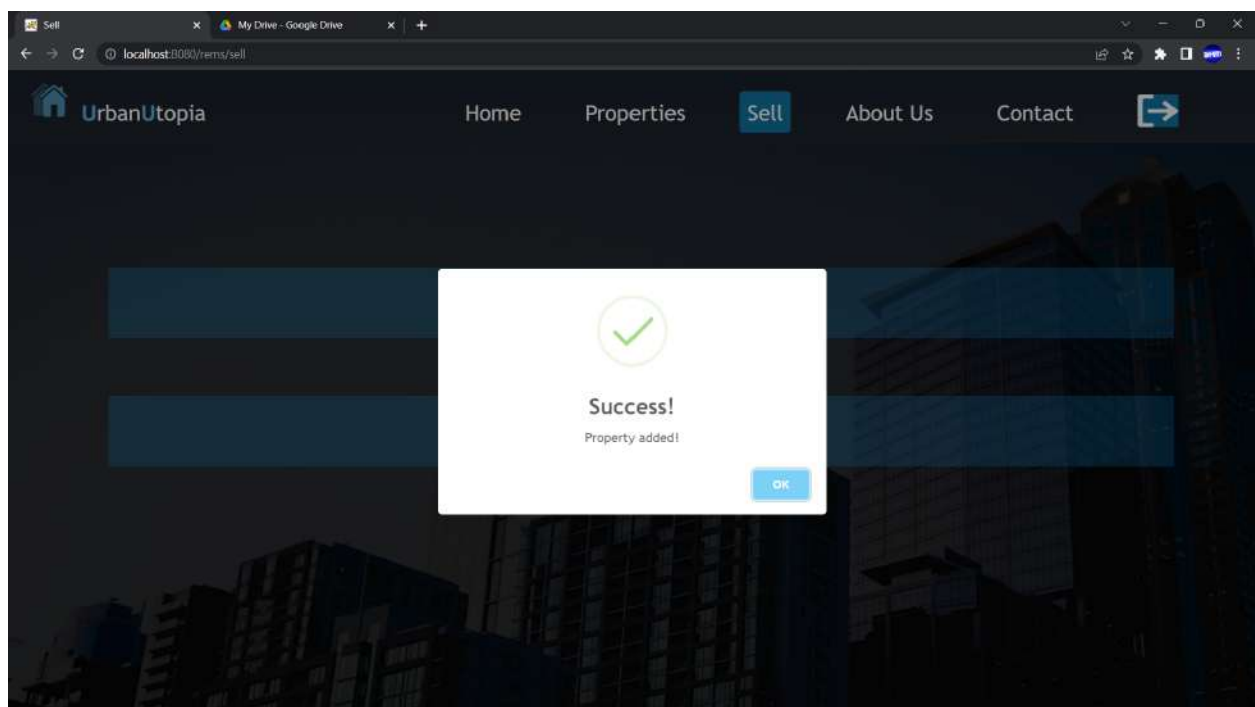 Sell
My Drive - Google Drive
localhost:8080/rems/sell
UrbanUtopia
Home
Properties
Sell
About Us
Contact
Success!
Property added!
OK